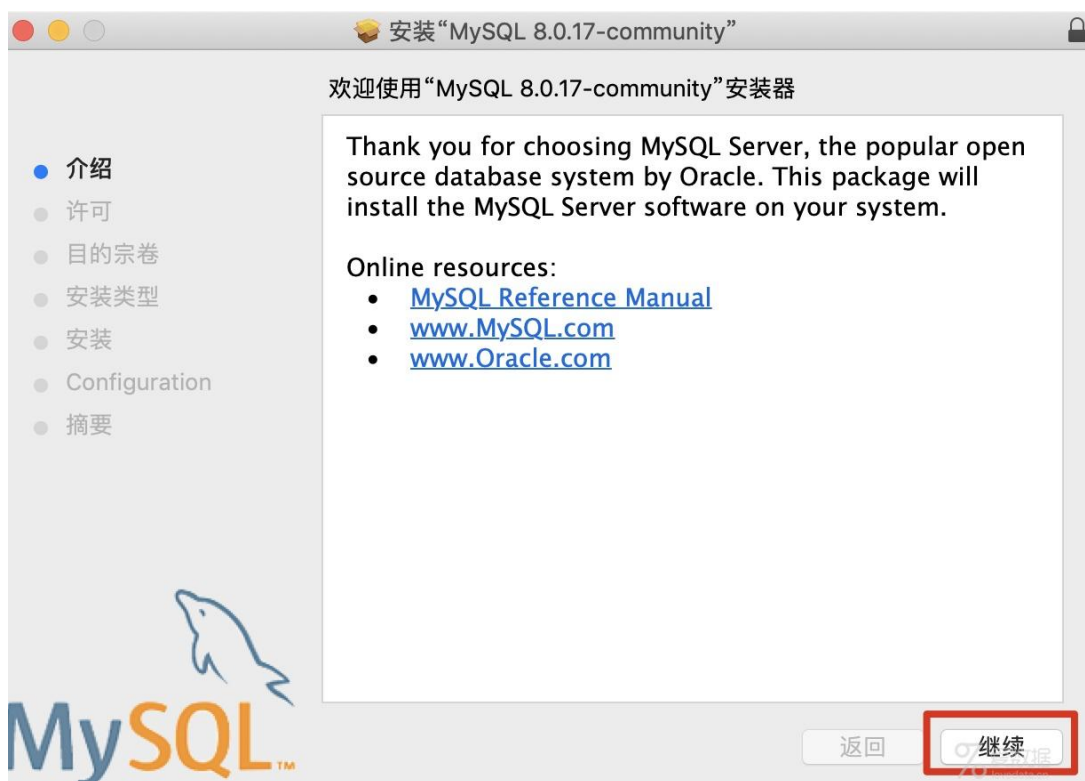 安装“MySQL 8.0.17-community”
欢迎使用“MySQL 8.0.17-community”安装器
介绍
许可
目的宗卷
安装类型
安装
Configuration
摘要
Thank you for choosing MySQL Server, the popular open
source database system by Oracle. This package will
install the MySQL Server software on your system.
Online resources:
MySQL Reference Manual
www.MySQL.com
www.Oracle.com
MySQL™
返回
继续